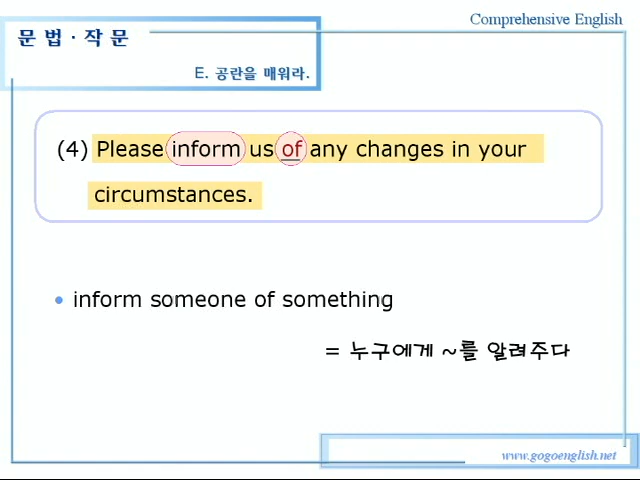 Comprehensive English
문 법 · 작 문
E. 공란을 매워라.
(4) Please inform us of any changes in your
circumstances.
• inform someone of something
= 누구에게 ~를 알려주다
www.gogoenglish.net